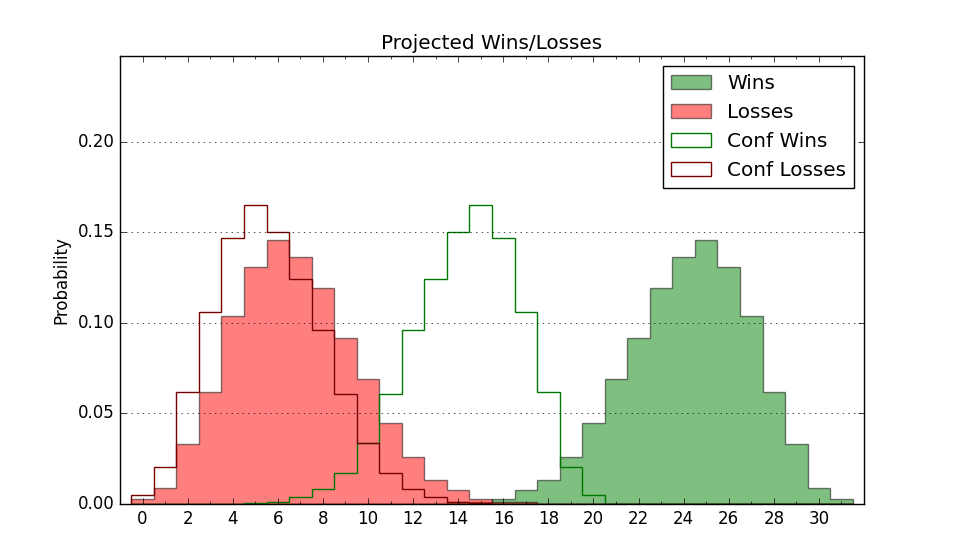 Projected Wins/Losses
Wins
Losses
Conf Wins
Conf Losses
Probability
0.20
0.15
0.10
0.05
0.00
0 2 4 6 8 10 12 14 16 18 20 22 24 26 28 30